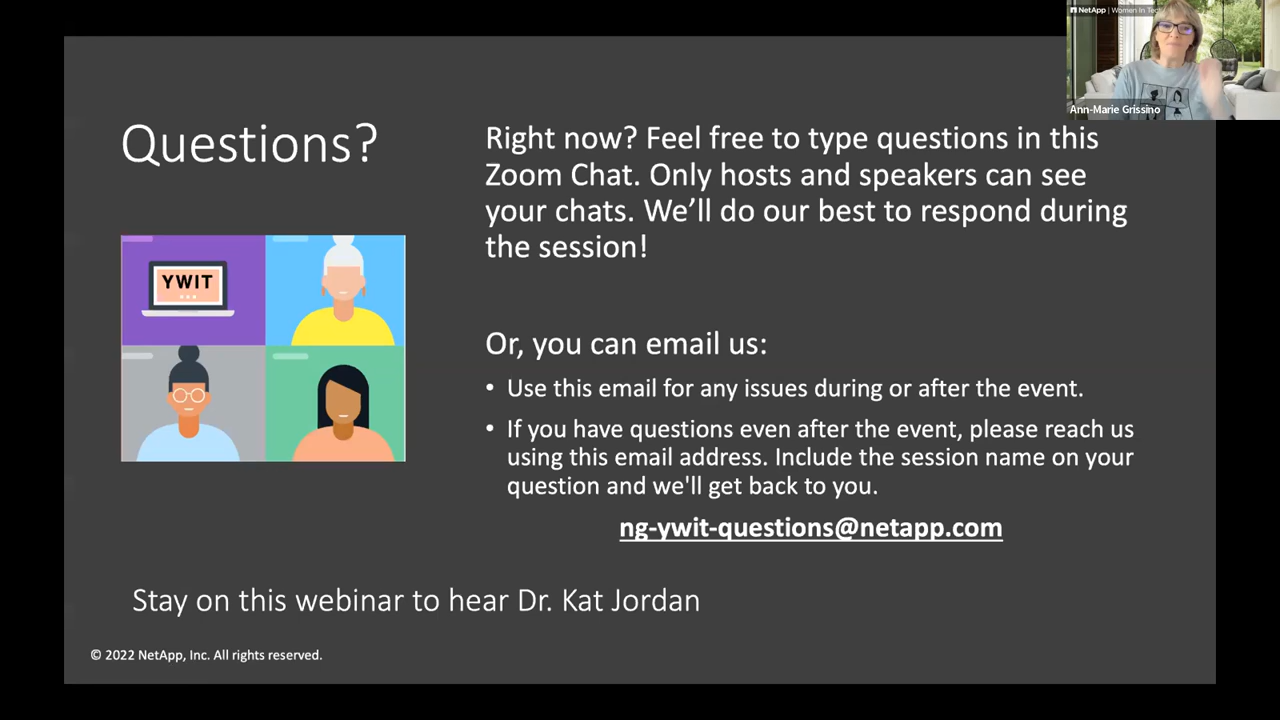 NetApp | Women In Tec
Ann-Marie Grissino
Questions?
Right now? Feel free to type questions in this
Zoom Chat. Only hosts and speakers can see
your chats. We’ll do our best to respond during
the session!
YWIT
Or, you can email us:
• Use this email for any issues during or after the event.
• If you have questions even after the event, please reach us
using this email address. Include the session name on your
question and we'll get back to you.
ng-ywit-questions@netapp.com
Stay on this webinar to hear Dr. Kat Jordan
© 2022 NetApp, Inc. All rights reserved.